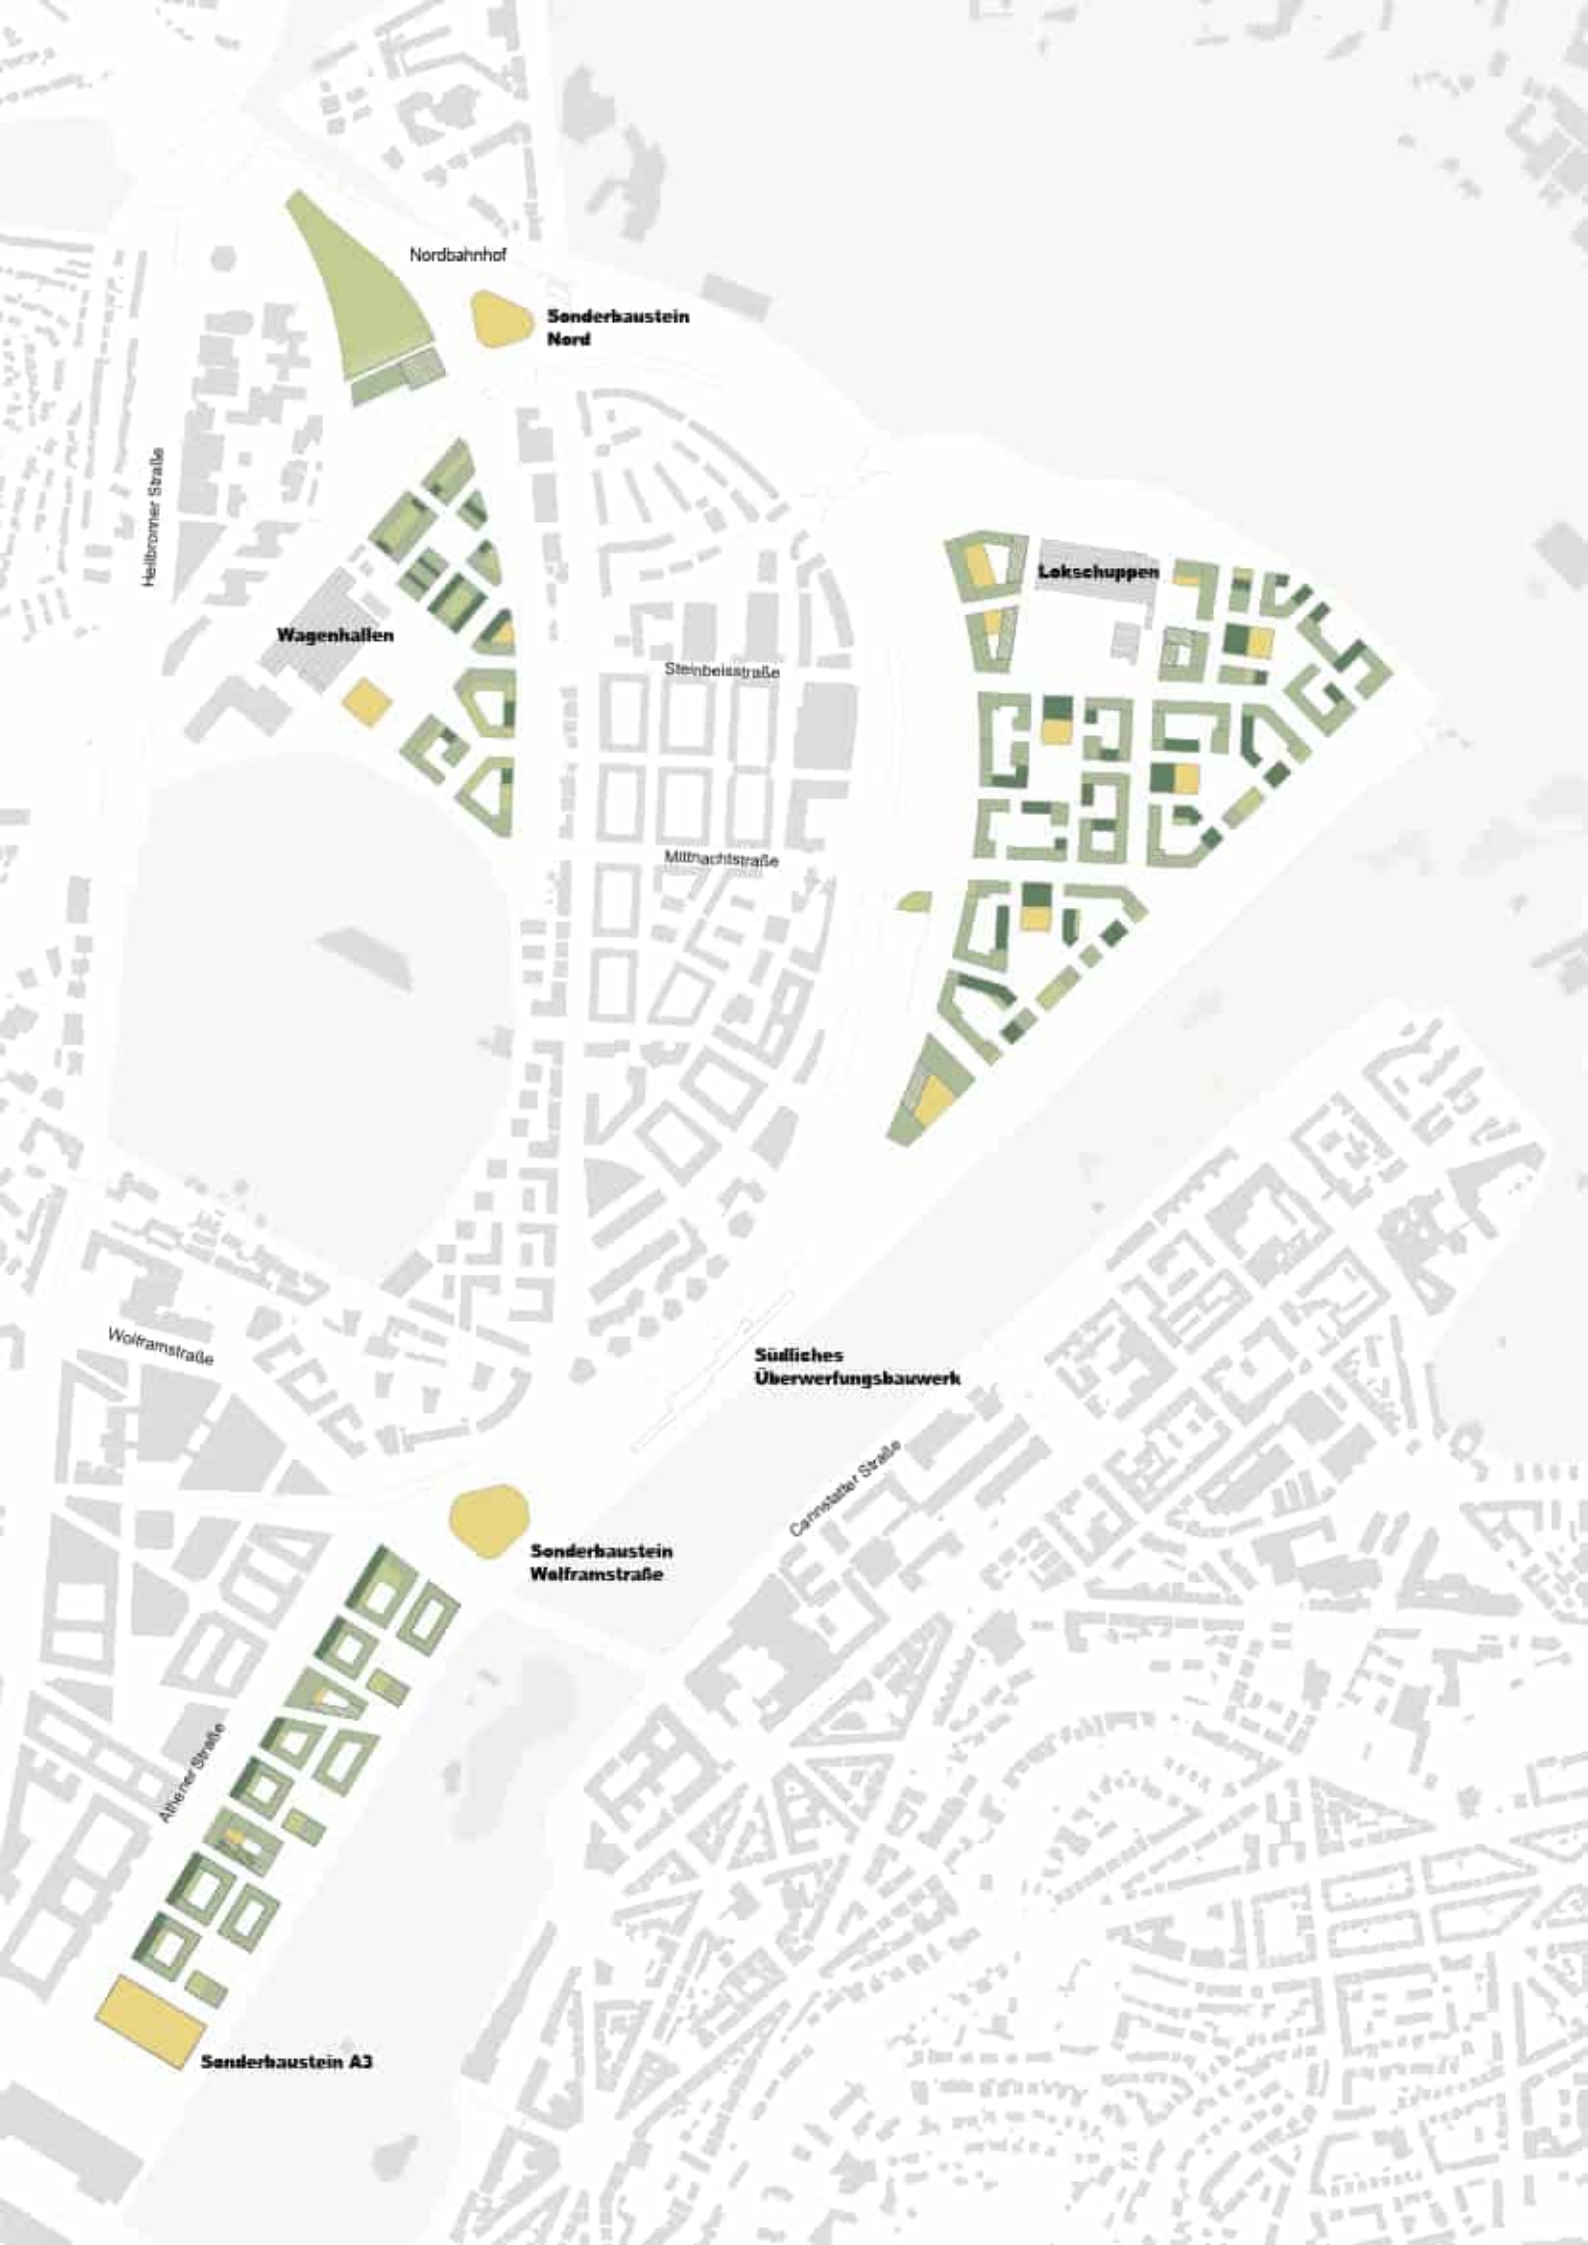 Nordbahnhof
Sonderbaustein
Nord
Heilbronner Straße
Lokschuppen
Wagenhallen
Steinbeisstraße
Mittnachtstraße
Wolframstraße
Südliches
Überwerfungsbauwerk
Cannstatter Straße
Sonderbaustein
Wolframstraße
Athener Straße
Sonderbaustein A3